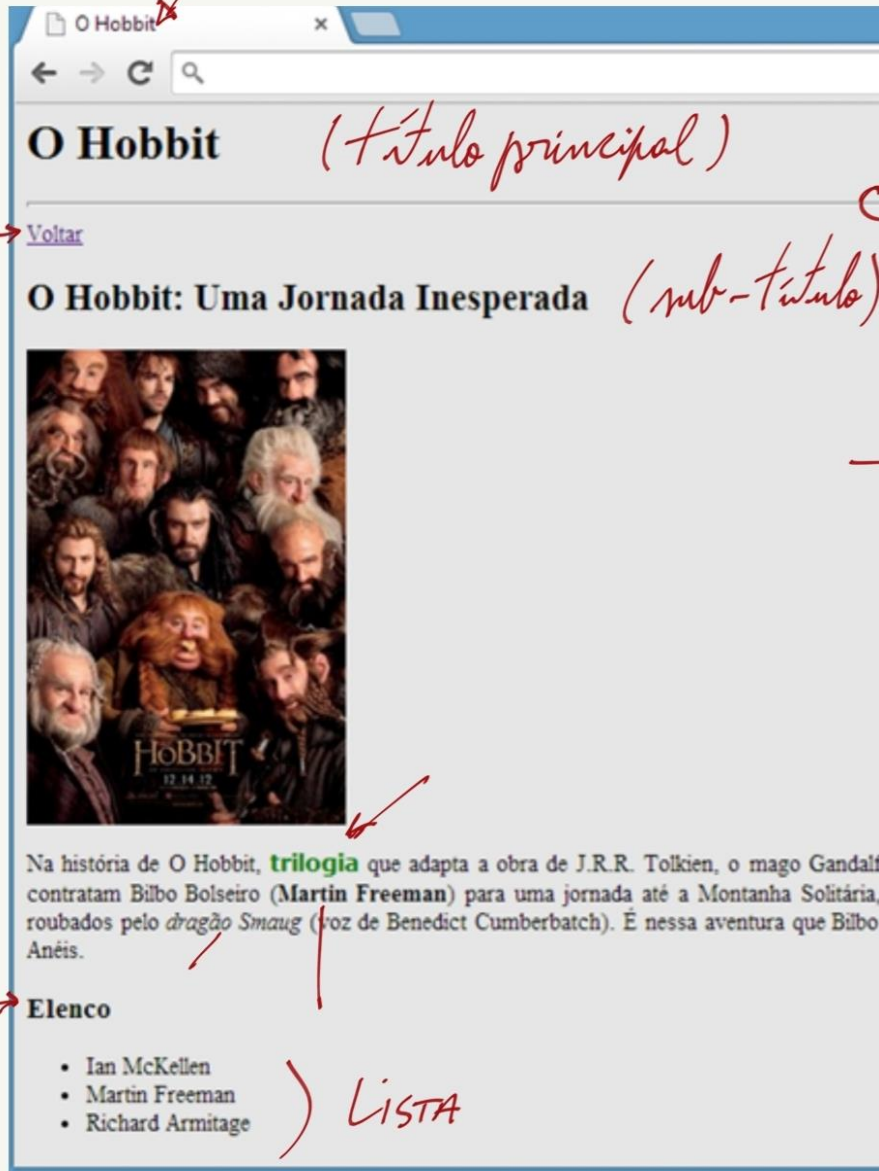 O Hobbit
O Hobbit (título principal)
Voltar
O Hobbit: Uma Jornada Inesperada (sub-título)
HOBBIT
12.14.12
Na história de O Hobbit, trilogia que adapta a obra de J.R.R. Tolkien, o mago Gandalf
contratam Bilbo Bolseiro (Martin Freeman) para uma jornada até a Montanha Solitária,
roubados pelo dragão Smaug (voz de Benedict Cumberbatch). É nessa aventura que Bilbo
Anéis.
Elenco
• Ian McKellen
• Martin Freeman
• Richard Armitage
LISTA